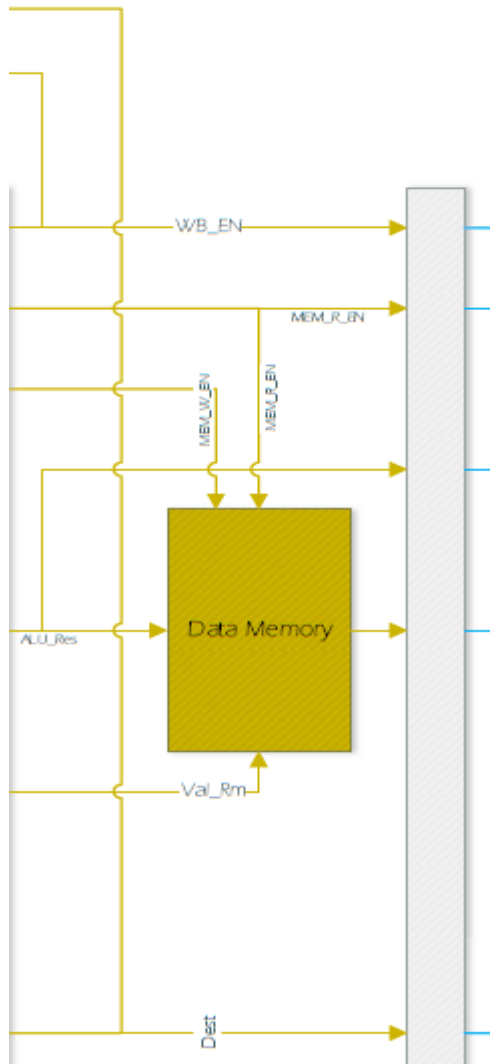 WB_EN
MEM_R_EN
MEM_W_EN
MEM_R_EN
Data Memory
ALU_Res
Val_Rm
Dest